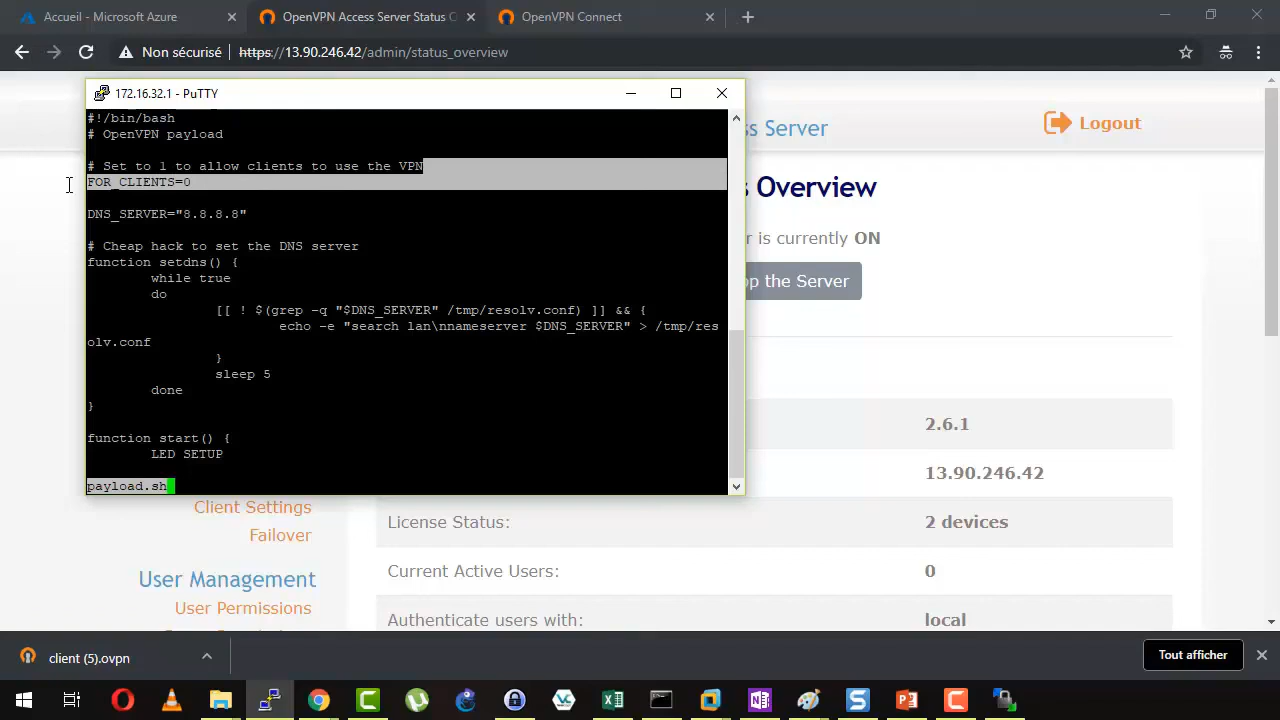 Accueil - Microsoft Azure
OpenVPN Access Server Status O
OpenVPN Connect
Non sécurisé
https://13.90.246.42/admin/status_overview
172.16.32.1 - PuTTY
#!/bin/bash
# OpenVPN payload
# Set to 1 to allow clients to use the VPN
FOR_CLIENTS=0
DNS_SERVER="8.8.8.8"
# Cheap hack to set the DNS server
function setdns() {
while true
do
[[ ! $(grep -q "$DNS_SERVER" /tmp/resolv.conf) ]] && {
echo -e "search lan\nnameserver $DNS_SERVER" > /tmp/res
olv.conf
}
sleep 5
done
}
function start() {
LED SETUP
payload.sh
ss Server
Logout
s Overview
r is currently ON
op the Server
2.6.1
13.90.246.42
Client Settings
License Status:
2 devices
Failover
Current Active Users:
0
User Management
User Permissions
Authenticate users with:
local
client (5).ovpn
Tout afficher